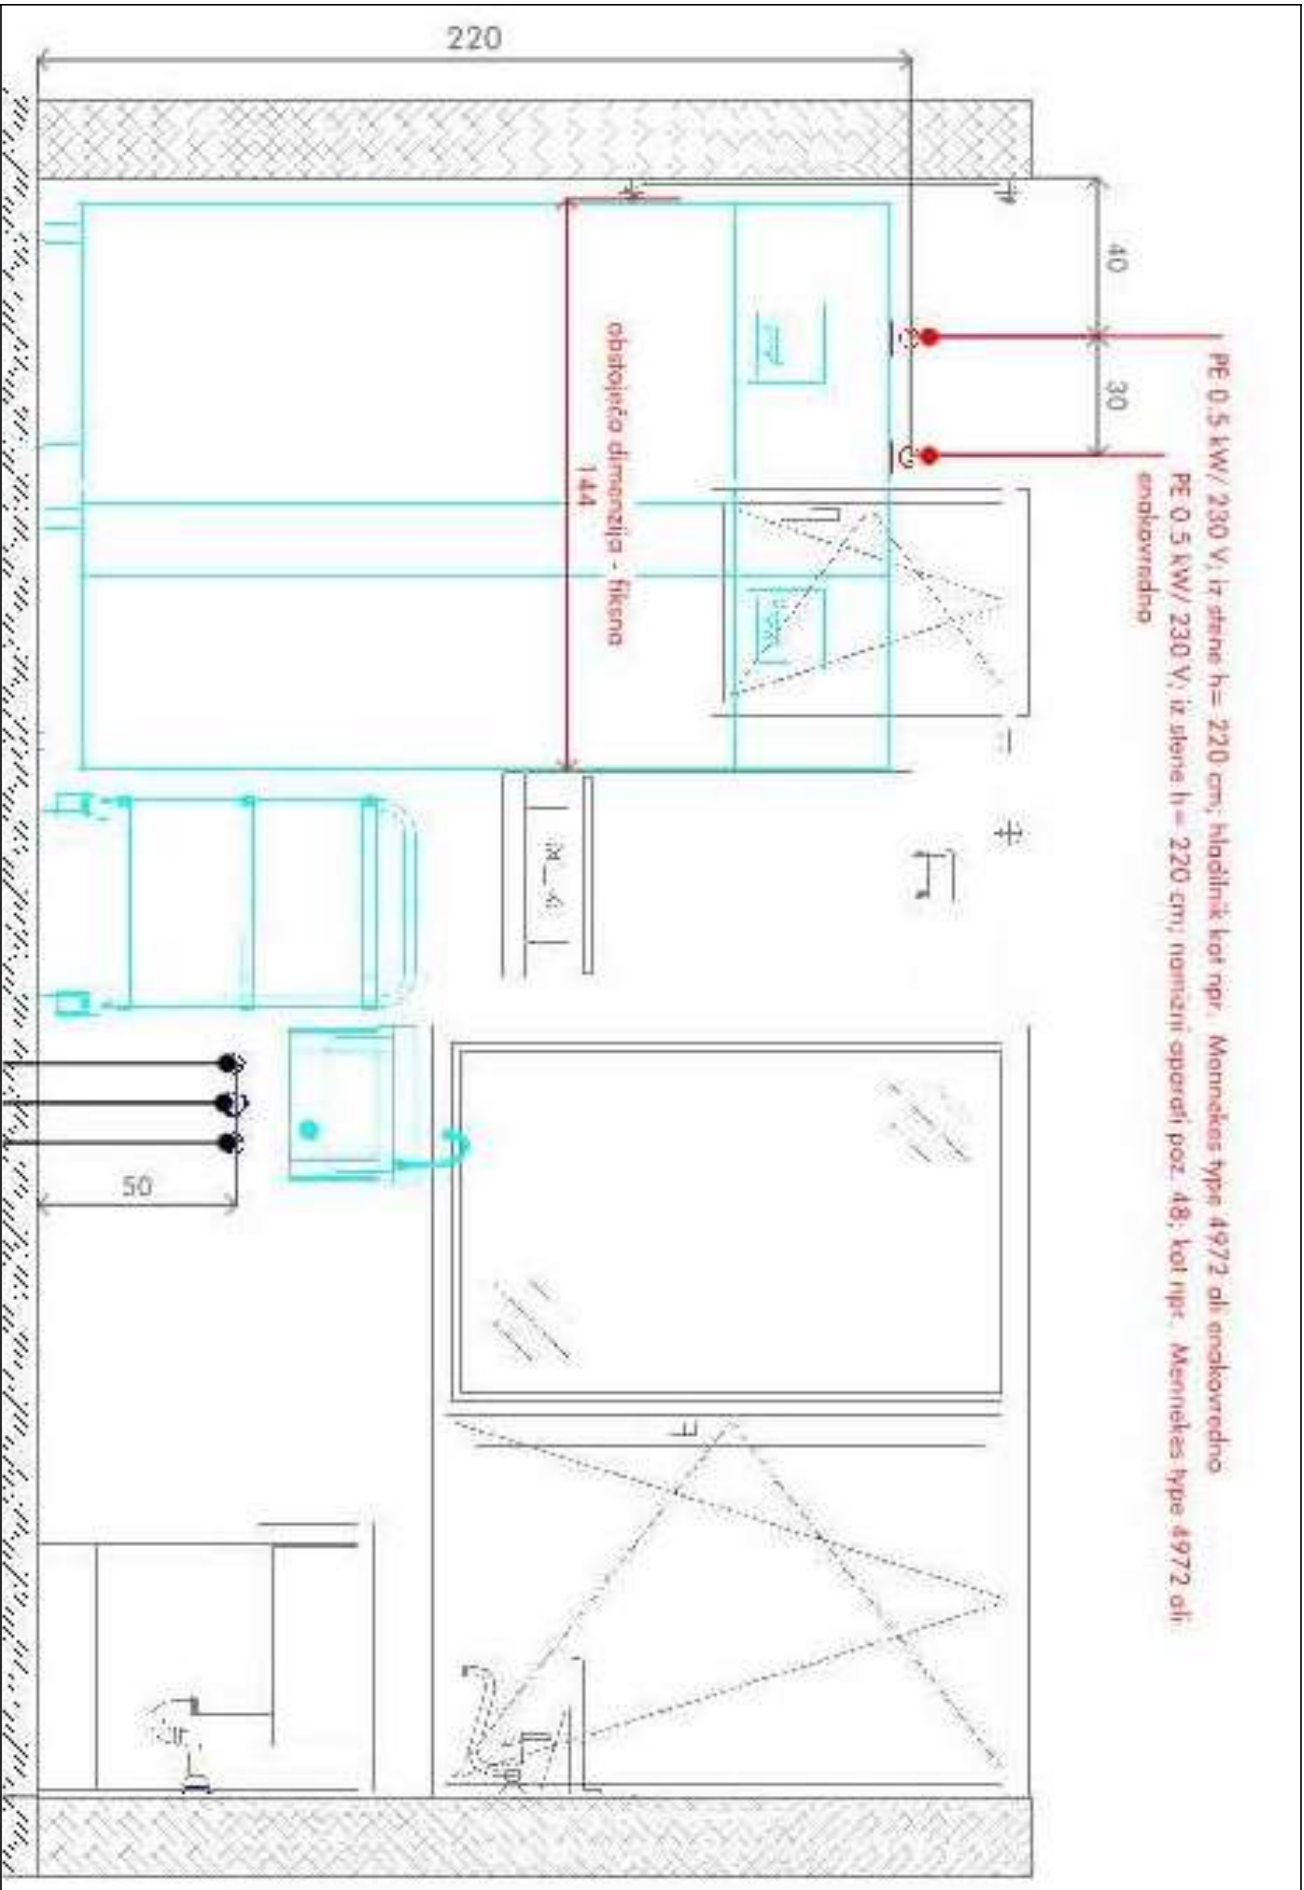 PE 0.5 kW/ 230 V; iz stene h= 220 cm; hladilnik kot npr. Mennekes type 4972 ali enakovredno
PE 0.5 kW/ 230 V; iz stene h= 220 cm; namizni aparati poz. 48; kot npr. Mennekes type 4972 ali
enakovredno
40
30
220
obstoječa dimenzija - fiksna
144
50